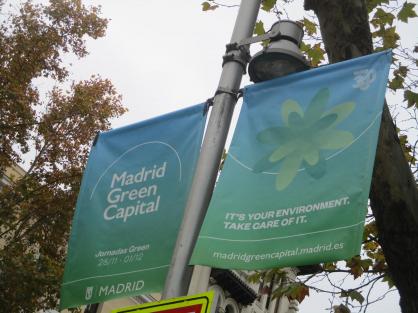 Madrid
Green
Capital
Jornadas Green
28/11 - 01/12
MADRID
IT'S YOUR ENVIRONMENT.
TAKE CARE OF IT.
madridgreencapital.madrid.es